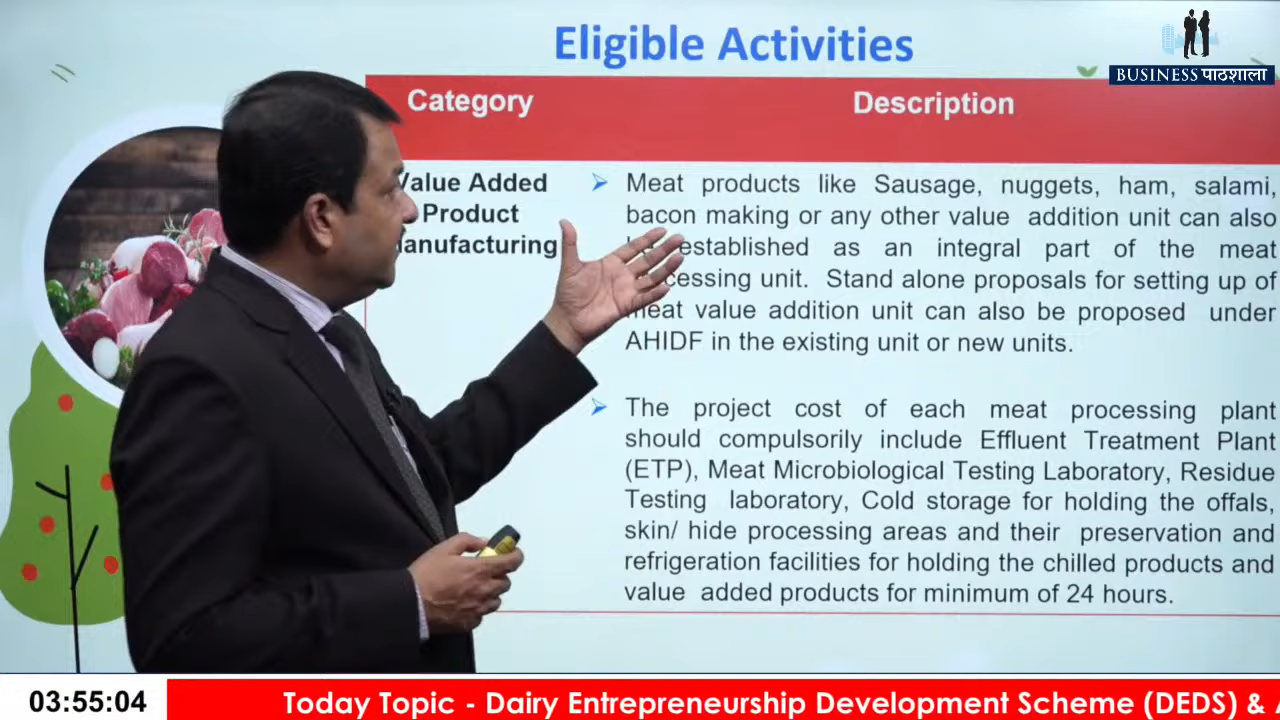 Eligible Activities
BUSINESS पाठशाला
Category
Description
Value Added
Product
Manufacturing
Meat products like Sausage, nuggets, ham, salami,
bacon making or any other value addition unit can also
established as an integral part of the meat
unit. Stand alone proposals for setting up of
meat value addition unit can also be proposed under
AHIDF in the existing unit or new units.
The project cost of each meat processing plant
should compulsorily include Effluent Treatment Plant
(ETP), Meat Microbiological Testing Laboratory, Residue
Testing laboratory, Cold storage for holding the offals,
skin/ hide processing areas and their preservation and
refrigeration facilities for holding the chilled products and
value added products for minimum of 24 hours.
03:55:04
Today Topic - Dairy Entrepreneurship Development Scheme (DEDS) &